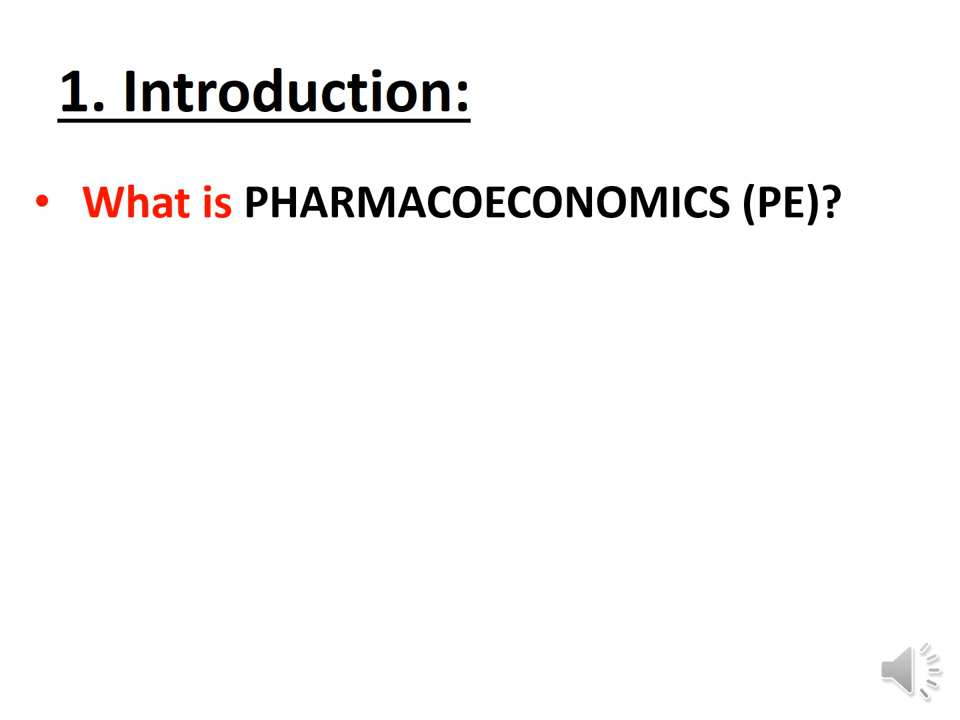 1. Introduction:
• What is PHARMACOECONOMICS (PE)?